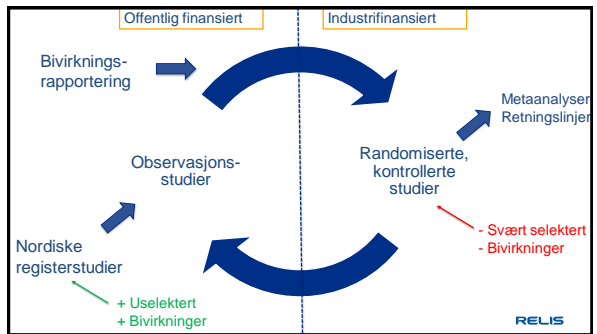 Offentlig finansiert
Industrifinansiert
Bivirknings-
rapportering
Metaanalyser
Retningslinjer
Observasjons-
studier
Randomiserte,
kontrollerte
studier
- Svært selektert
- Bivirkninger
Nordiske
registerstudier
+ Uselektert
+ Bivirkninger
RELIS